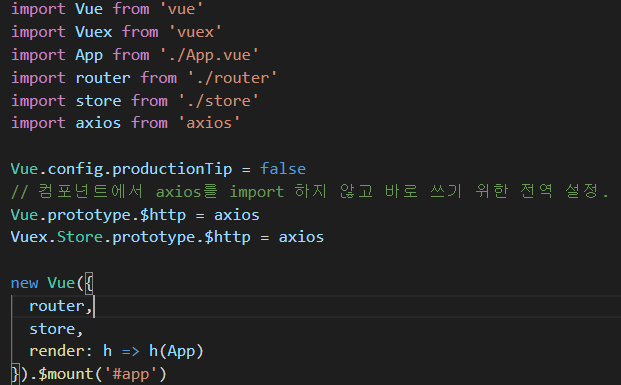 import Vue from 'vue'
import Vuex from 'vuex'
import App from './App.vue'
import router from './router'
import store from './store'
import axios from 'axios'
Vue.config.productionTip = false
// 컴포넌트에서 axios를 import 하지 않고 바로 쓰기 위한 전역 설정.
Vue.prototype.$http = axios
Vuex.Store.prototype.$http = axios
new Vue({
  router,
  store,
  render: h => h(App)
}).$mount('#app')